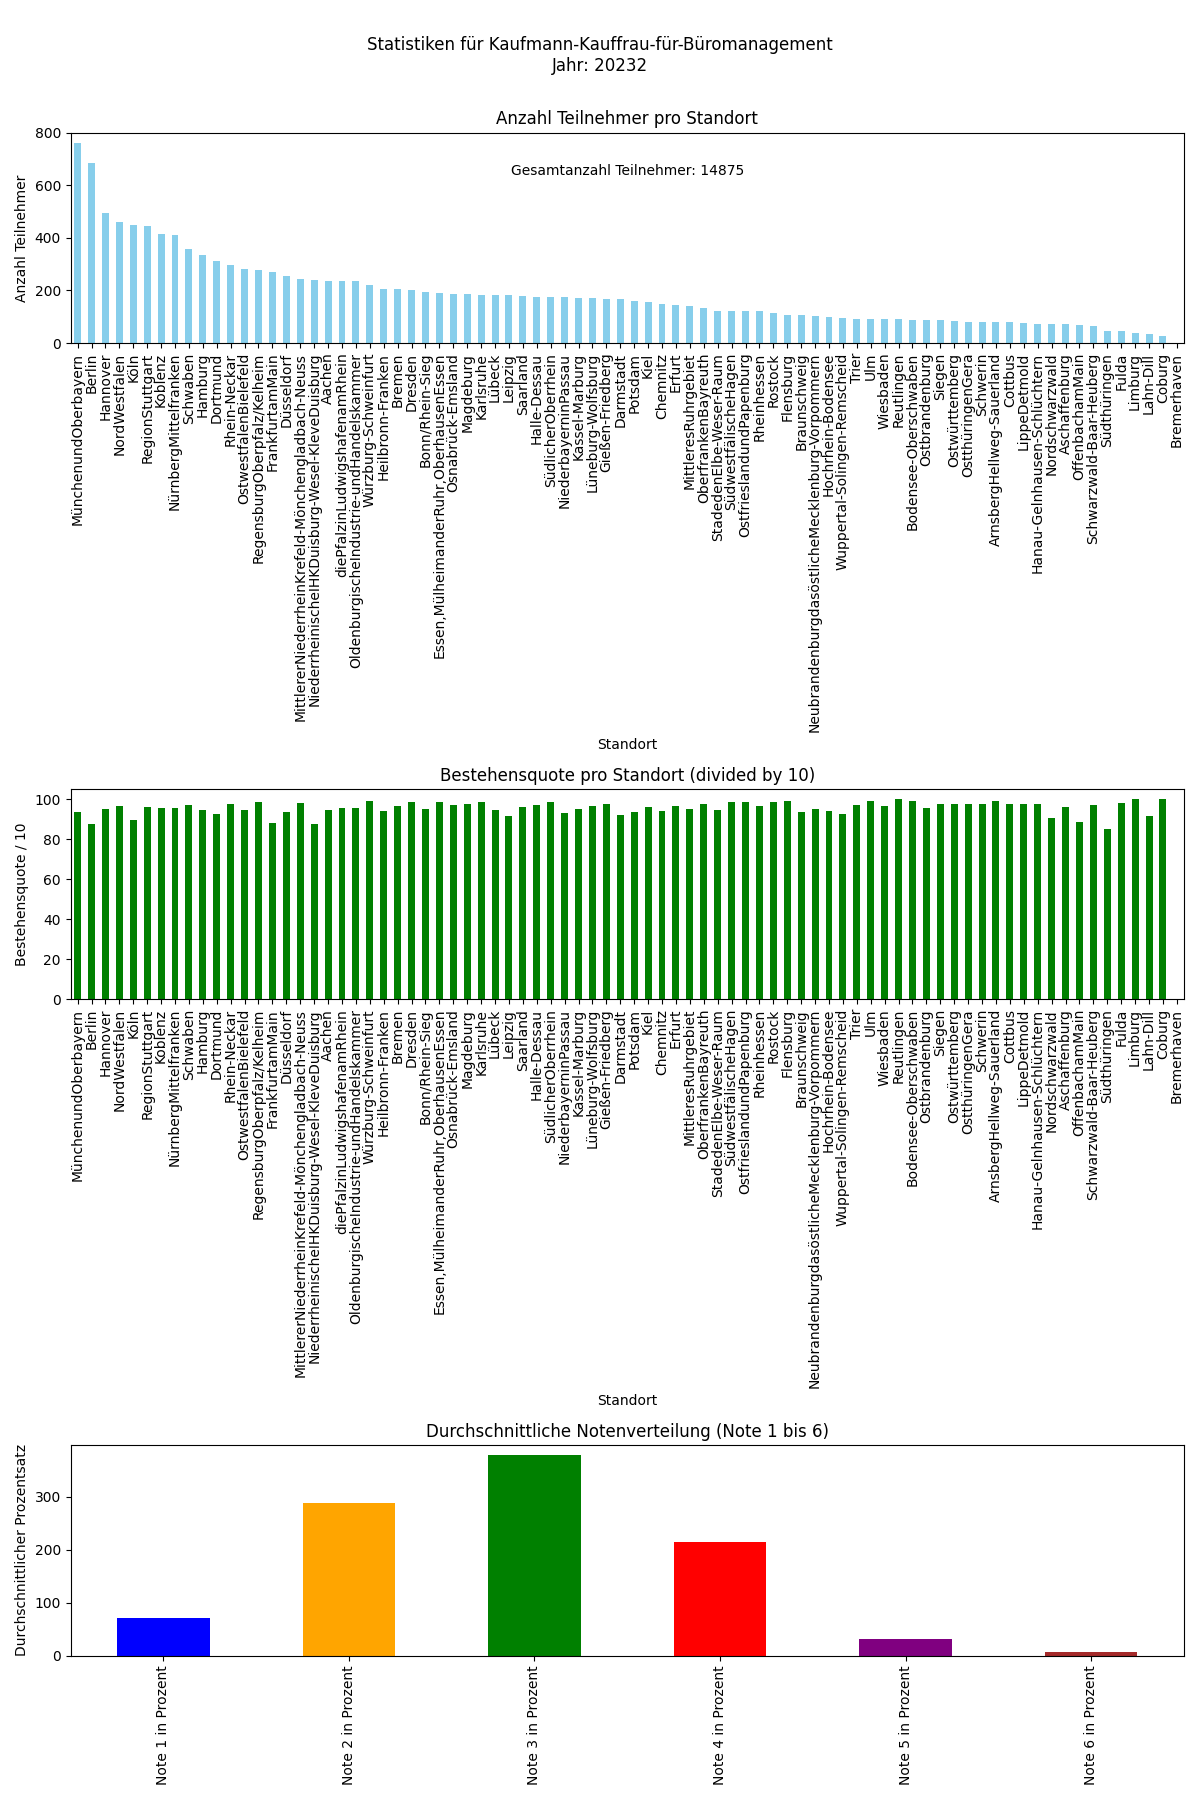 Statistiken für Kaufmann-Kauffrau-für-Büromanagement
Jahr: 20232
Anzahl Teilnehmer pro Standort
Gesamtanzahl Teilnehmer: 14875
Anzahl Teilnehmer
800
600
400
200
0
MünchenundOberbayern
Berlin
Hannover
NordWestfalen
Köln
RegionStuttgart
Koblenz
NürnbergMittelfranken
Schwaben
Hamburg
Dortmund
Rhein-Neckar
OstwestfalenBielefeld
RegensburgOberpfalz/Kelheim
FrankfurtamMain
Düsseldorf
MittlererNiederrheinKrefeld-Mönchengladbach-Neuss
NiederrheinischeIHKDuisburg-Wesel-KleveDuisburg
Aachen
diePfalzinLudwigshafenamRhein
OldenburgischeIndustrie-undHandelskammer
Würzburg-Schweinfurt
Heilbronn-Franken
Bremen
Dresden
Bonn/Rhein-Sieg
Essen,MülheimanderRuhr,OberhausenEssen
Osnabrück-Emsland
Magdeburg
Karlsruhe
Lübeck
Leipzig
Saarland
Halle-Dessau
SüdlicherOberrhein
NiederbayerninPassau
Kassel-Marburg
Lüneburg-Wolfsburg
Gießen-Friedberg
Darmstadt
Potsdam
Kiel
Chemnitz
Erfurt
MittleresRuhrgebiet
OberfrankenBayreuth
StadedenElbe-Weser-Raum
SüdwestfälischeHagen
OstfrieslandundPapenburg
Rheinhessen
Rostock
Flensburg
Braunschweig
NeubrandenburgdasöstlicheMecklenburg-Vorpommern
Hochrhein-Bodensee
Wuppertal-Solingen-Remscheid
Trier
Ulm
Wiesbaden
Reutlingen
Bodensee-Oberschwaben
Ostbrandenburg
Siegen
Ostwürttemberg
OstthüringenGera
Schwerin
ArnsbergHellweg-Sauerland
Cottbus
LippeDetmold
Hanau-Gelnhausen-Schlüchtern
Nordschwarzwald
Aschaffenburg
OffenbachamMain
Schwarzwald-Baar-Heuberg
Südthüringen
Fulda
Limburg
Lahn-Dill
Coburg
Bremerhaven
Standort
Bestehensquote pro Standort (divided by 10)
Bestehensquote / 10
100
80
60
40
20
0
MünchenundOberbayern
Berlin
Hannover
NordWestfalen
Köln
RegionStuttgart
Koblenz
NürnbergMittelfranken
Schwaben
Hamburg
Dortmund
Rhein-Neckar
OstwestfalenBielefeld
RegensburgOberpfalz/Kelheim
FrankfurtamMain
Düsseldorf
MittlererNiederrheinKrefeld-Mönchengladbach-Neuss
NiederrheinischeIHKDuisburg-Wesel-KleveDuisburg
Aachen
diePfalzinLudwigshafenamRhein
OldenburgischeIndustrie-undHandelskammer
Würzburg-Schweinfurt
Heilbronn-Franken
Bremen
Dresden
Bonn/Rhein-Sieg
Essen,MülheimanderRuhr,OberhausenEssen
Osnabrück-Emsland
Magdeburg
Karlsruhe
Lübeck
Leipzig
Saarland
Halle-Dessau
SüdlicherOberrhein
NiederbayerninPassau
Kassel-Marburg
Lüneburg-Wolfsburg
Gießen-Friedberg
Darmstadt
Potsdam
Kiel
Chemnitz
Erfurt
MittleresRuhrgebiet
OberfrankenBayreuth
StadedenElbe-Weser-Raum
SüdwestfälischeHagen
OstfrieslandundPapenburg
Rheinhessen
Rostock
Flensburg
Braunschweig
NeubrandenburgdasöstlicheMecklenburg-Vorpommern
Hochrhein-Bodensee
Wuppertal-Solingen-Remscheid
Trier
Ulm
Wiesbaden
Reutlingen
Bodensee-Oberschwaben
Ostbrandenburg
Siegen
Ostwürttemberg
OstthüringenGera
Schwerin
ArnsbergHellweg-Sauerland
Cottbus
LippeDetmold
Hanau-Gelnhausen-Schlüchtern
Nordschwarzwald
Aschaffenburg
OffenbachamMain
Schwarzwald-Baar-Heuberg
Südthüringen
Fulda
Limburg
Lahn-Dill
Coburg
Bremerhaven
Standort
Durchschnittliche Notenverteilung (Note 1 bis 6)
Durchschnittlicher Prozentsatz
300
200
100
0
Note 1 in Prozent
Note 2 in Prozent
Note 3 in Prozent
Note 4 in Prozent
Note 5 in Prozent
Note 6 in Prozent